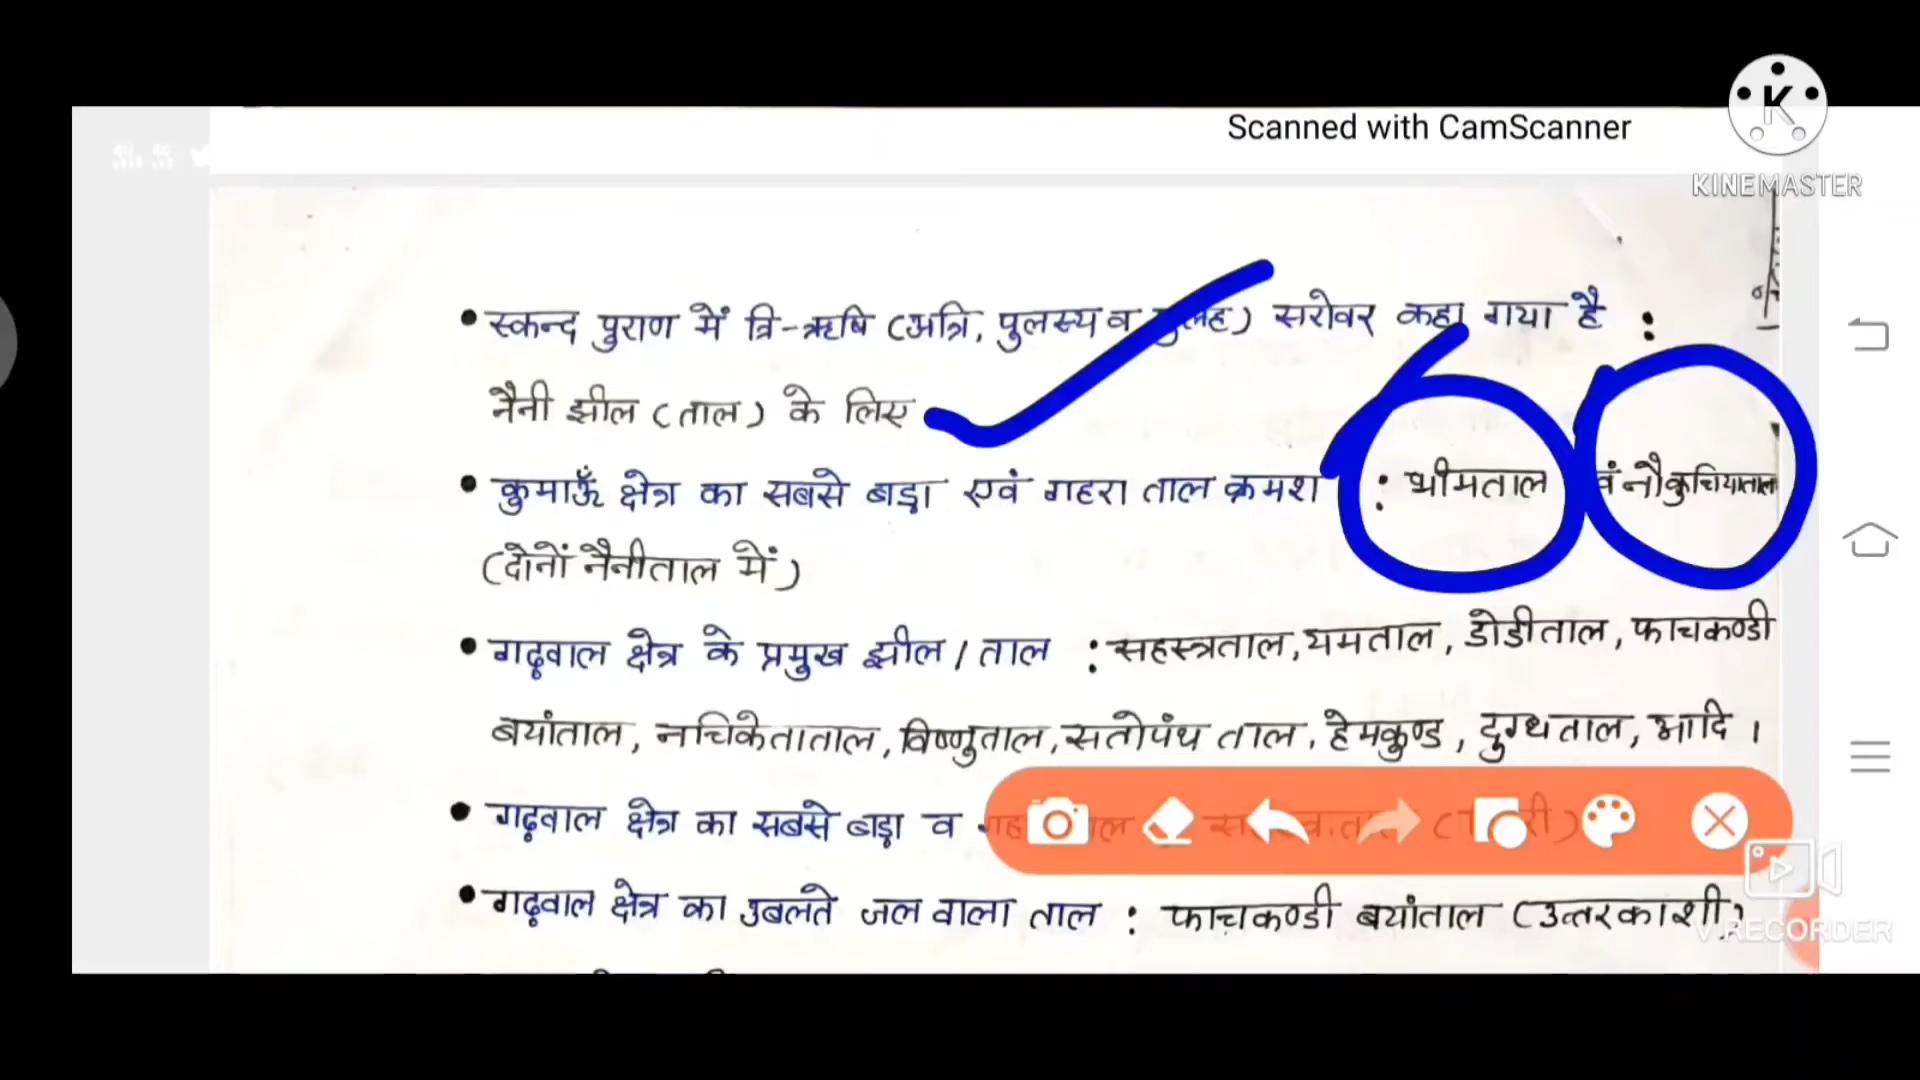 Scanned with CamScanner
KINEMASTER
• स्कन्द पुराण में त्रि-ऋषि (अत्रि, पुलस्त्य व सरोवर कहा गया है :
नैनी झील (ताल) के लिए
• कुमाऊँ क्षेत्र का सबसे बड़ा एवं गहरा ताल क्रमश : भीमताल वं नौकुचियाताल
(दोनों नैनीताल में)
• गढ़वाल क्षेत्र के प्रमुख झील / ताल : सहस्त्रताल, यमताल, डोडीताल, फाचकण्डी
बयांताल, नचिकेताताल, विष्णुताल, सतोपंथ ताल, हेमकुण्ड, दुग्धताल, आदि ।
• गढ़वाल क्षेत्र का सबसे बड़ा व
• गढ़वाल क्षेत्र का उबलते जल वाला ताल : फाचकण्डी बयांताल (उत्तरकाशी)
V RECORDER